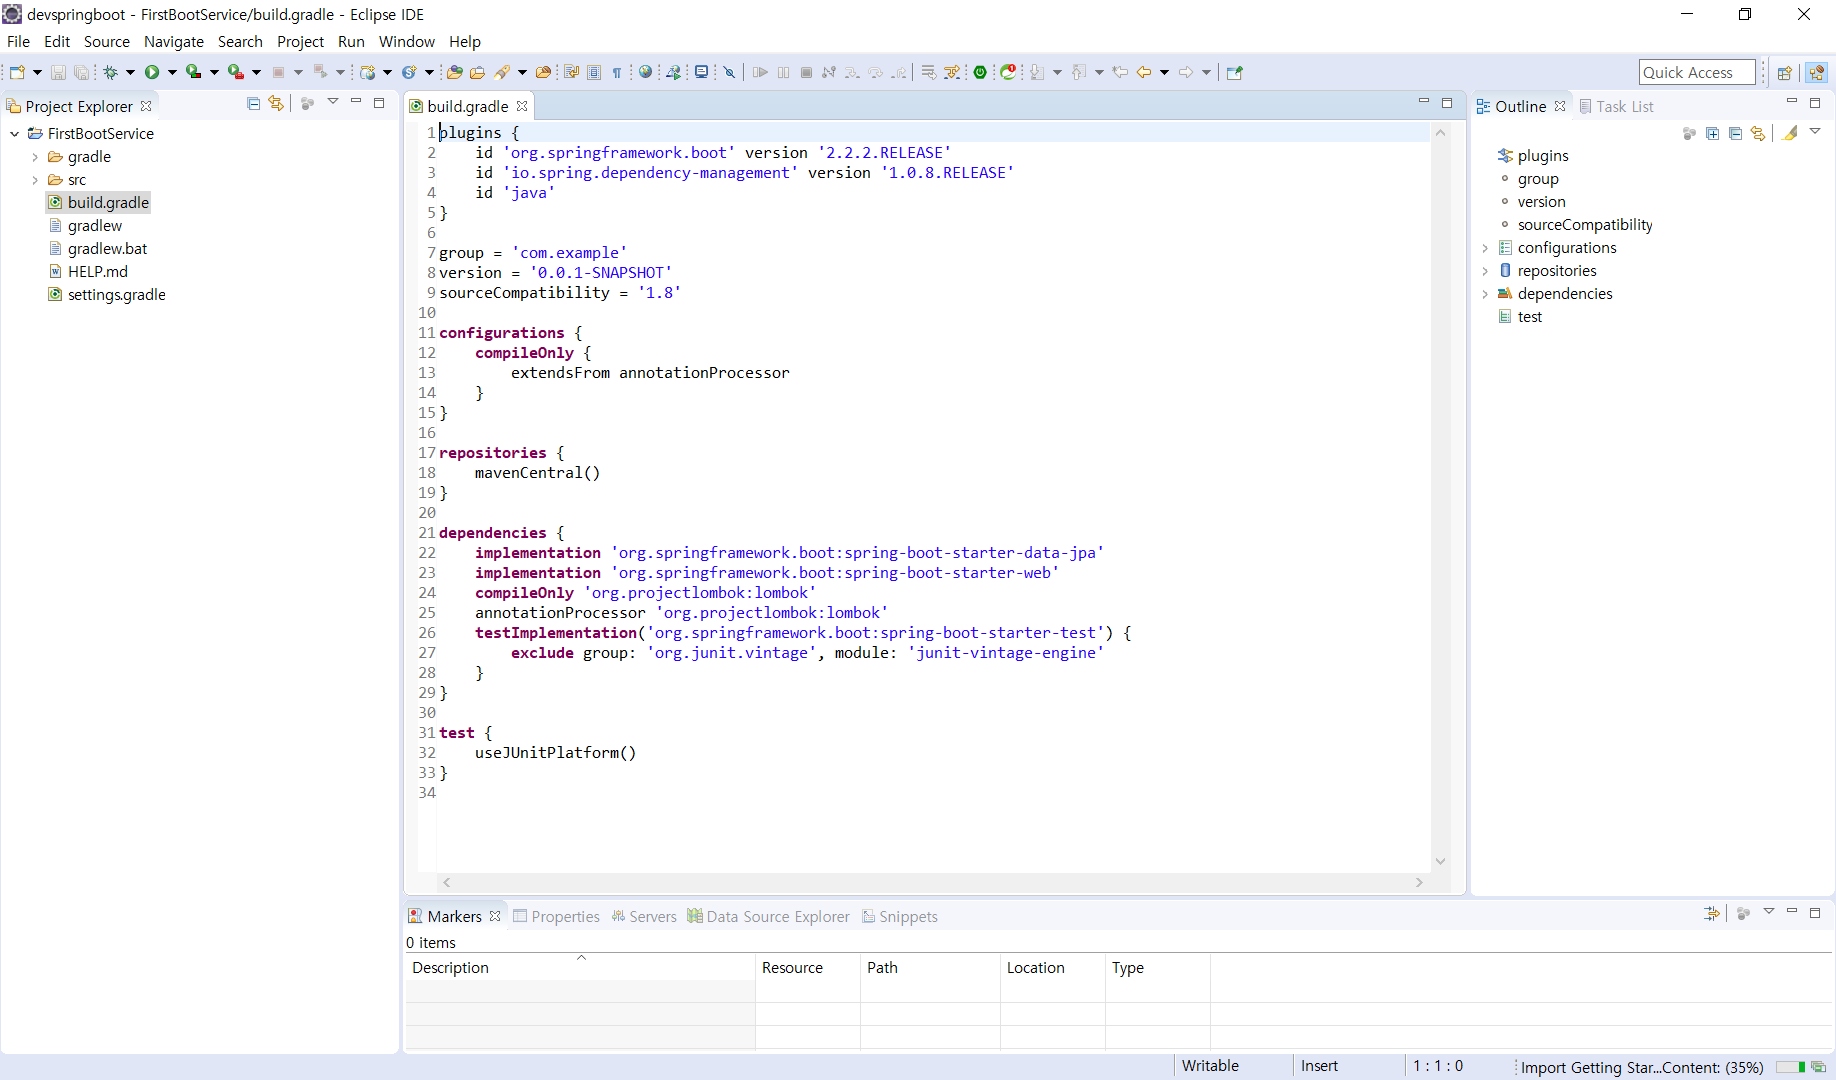 devspringboot - FirstBootService/build.gradle - Eclipse IDE
File Edit Source Navigate Search Project Run Window Help
Quick Access
Project Explorer
FirstBootService
gradle
src
build.gradle
gradlew
gradlew.bat
HELP.md
settings.gradle
build.gradle
1 plugins {
2     id 'org.springframework.boot' version '2.2.2.RELEASE'
3     id 'io.spring.dependency-management' version '1.0.8.RELEASE'
4     id 'java'
5 }
6
7 group = 'com.example'
8 version = '0.0.1-SNAPSHOT'
9 sourceCompatibility = '1.8'
10
11 configurations {
12     compileOnly {
13         extendsFrom annotationProcessor
14     }
15 }
16
17 repositories {
18     mavenCentral()
19 }
20
21 dependencies {
22     implementation 'org.springframework.boot:spring-boot-starter-data-jpa'
23     implementation 'org.springframework.boot:spring-boot-starter-web'
24     compileOnly 'org.projectlombok:lombok'
25     annotationProcessor 'org.projectlombok:lombok'
26     testImplementation('org.springframework.boot:spring-boot-starter-test') {
27         exclude group: 'org.junit.vintage', module: 'junit-vintage-engine'
28     }
29 }
30
31 test {
32     useJUnitPlatform()
33 }
34
Outline Task List
plugins
group
version
sourceCompatibility
configurations
repositories
dependencies
test
Markers Properties Servers Data Source Explorer Snippets
0 items
Description Resource Path Location Type
Writable Insert 1 : 1 : 0 Import Getting Star...Content: (35%)